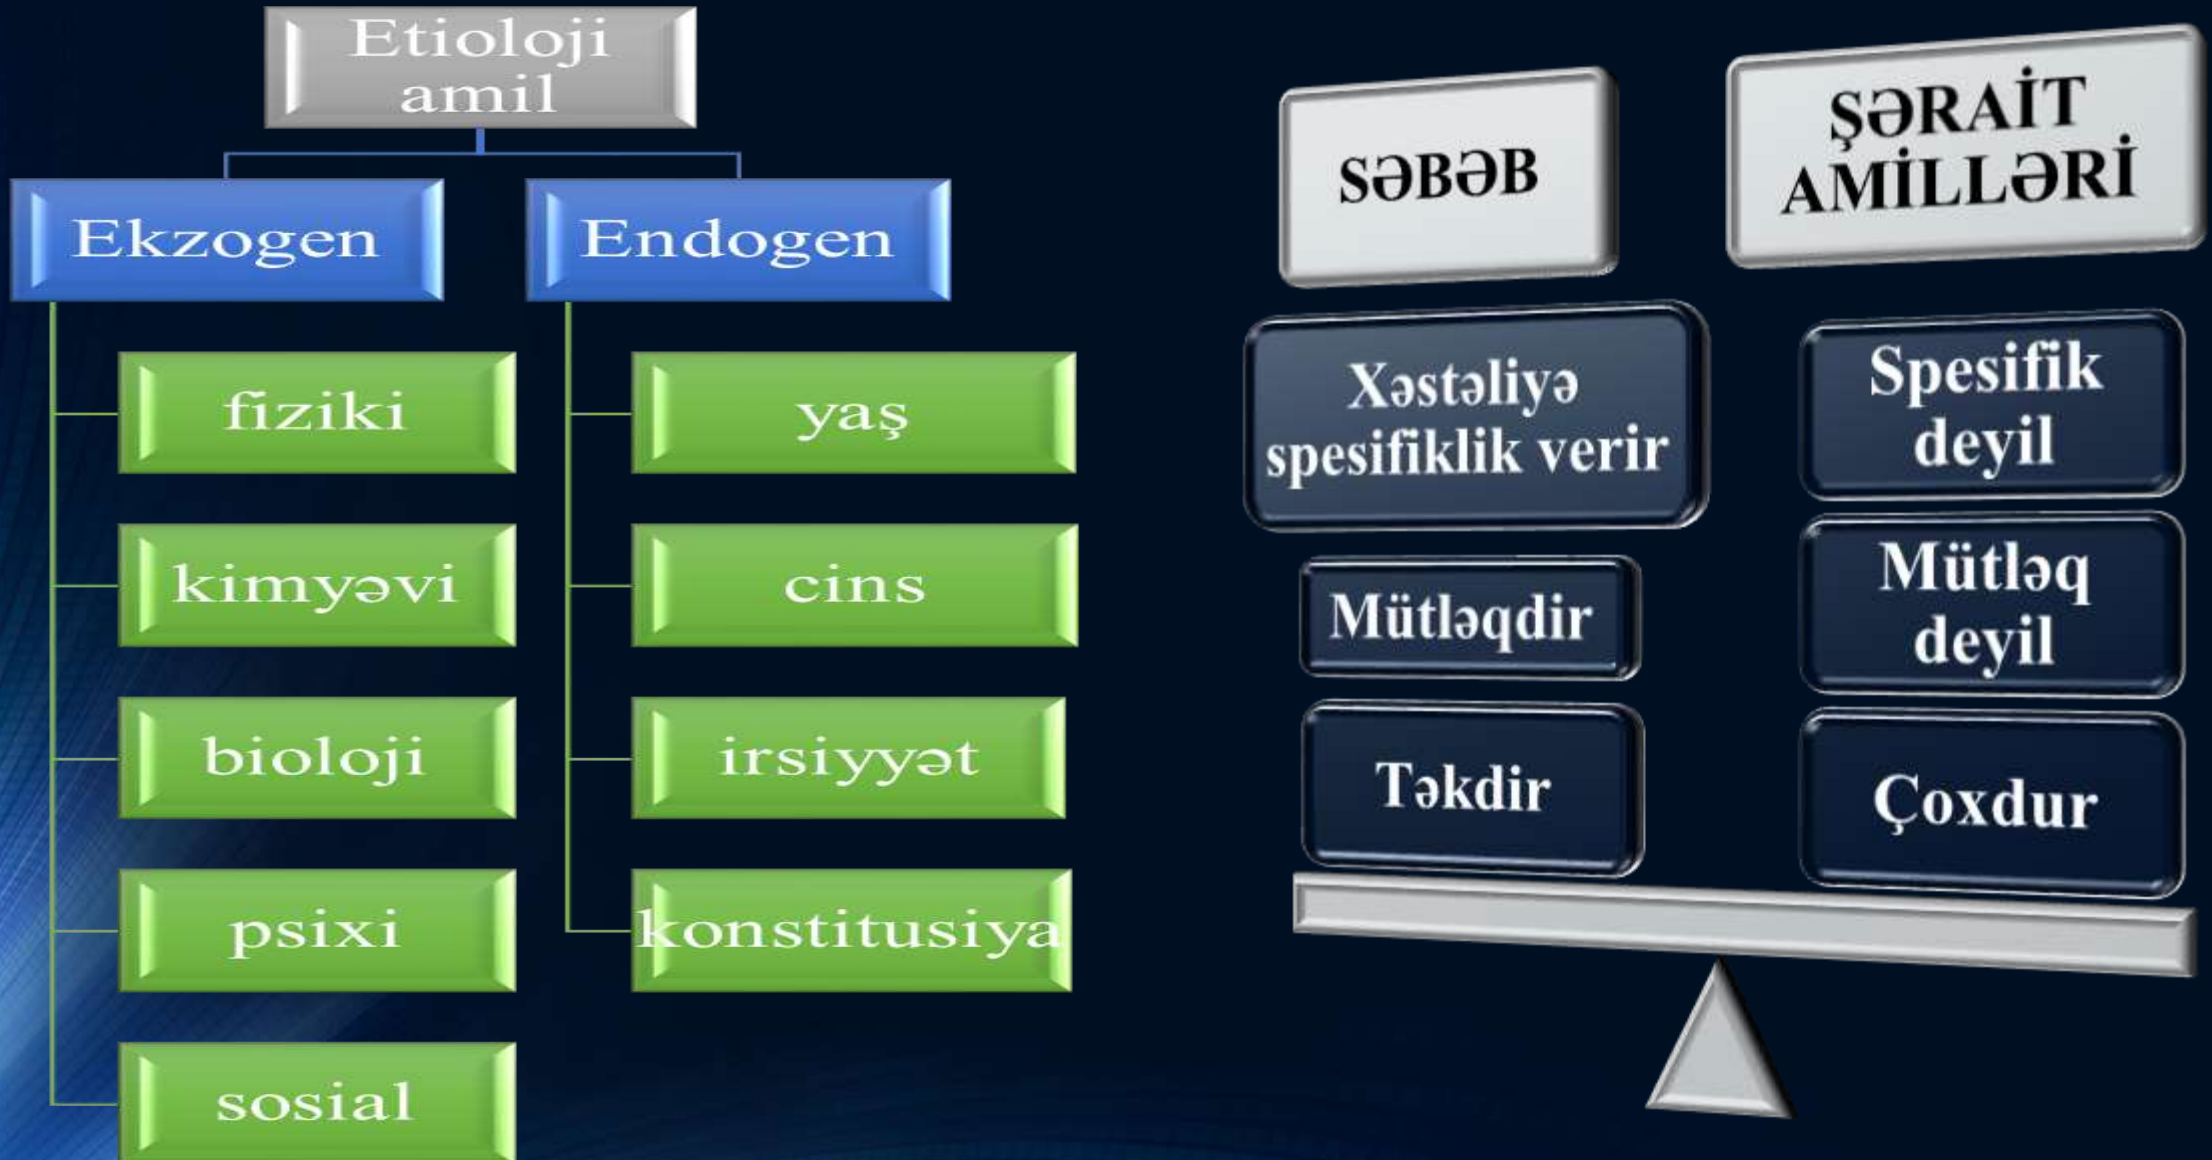 Etioloji
amil
Ekzogen
fiziki
kimyəvi
bioloji
psixi
sosial
Endogen
yaş
cins
irsiyyət
konstitusiya
SƏBƏB
Xəstəliyə
spesifiklik verir
Mütləqdir
Təkdir
ŞƏRAİT
AMİLLƏRİ
Spesifik
deyil
Mütləq
deyil
Çoxdur